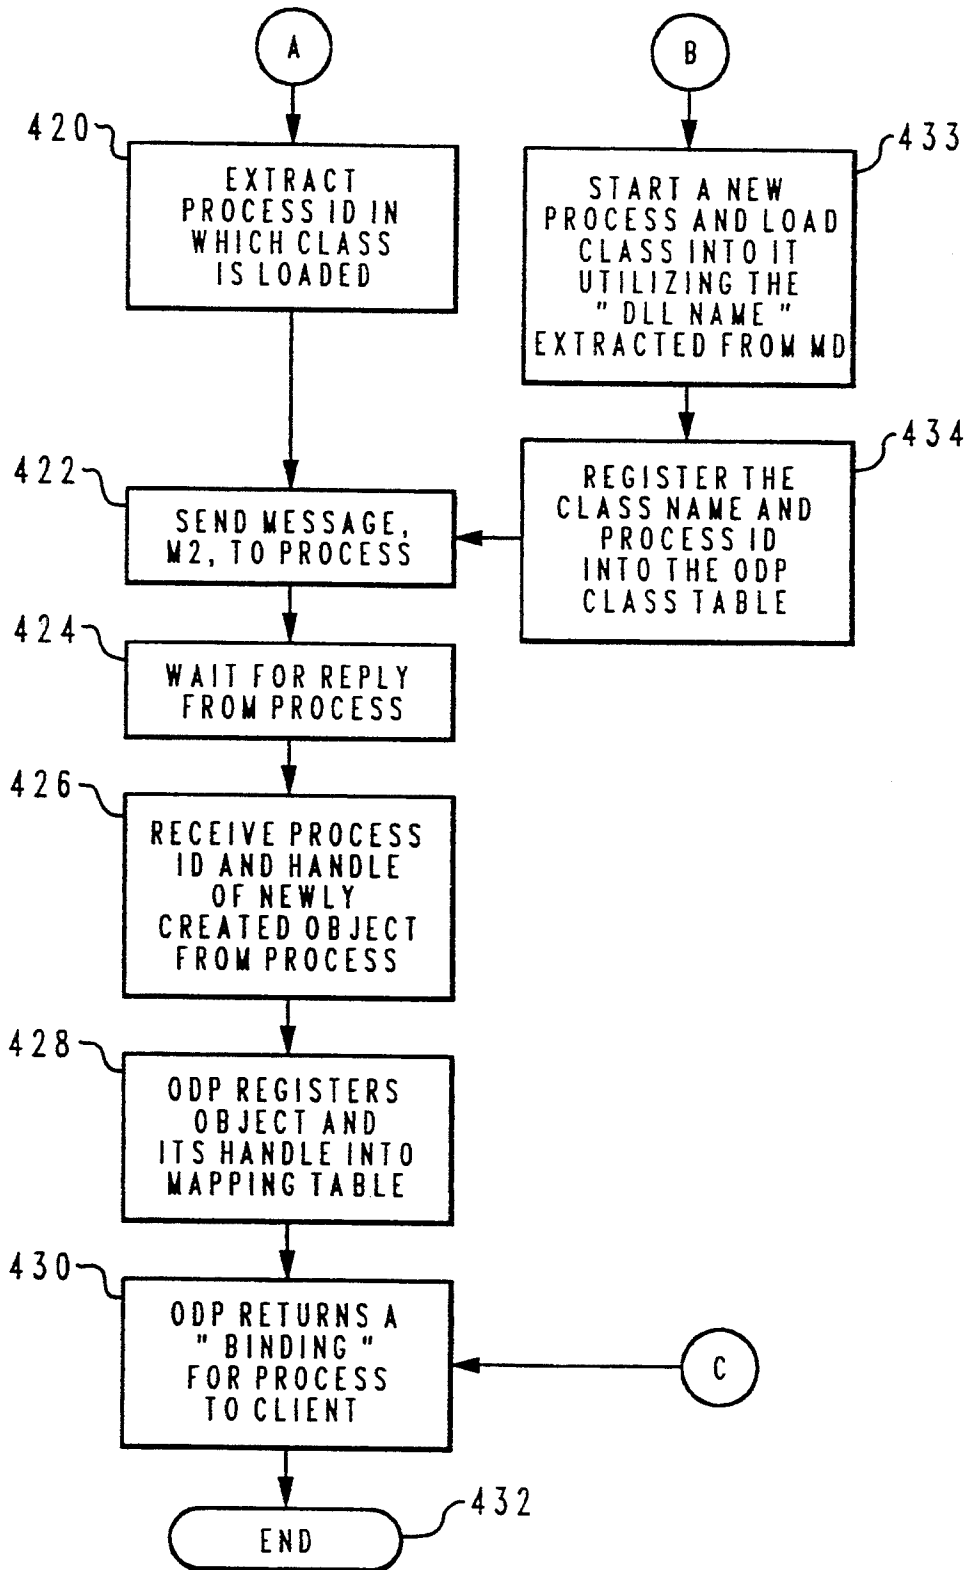 A
B
420
EXTRACT
PROCESS ID IN
WHICH CLASS
IS LOADED
433
START A NEW
PROCESS AND LOAD
CLASS INTO IT
UTILIZING THE
" DLL NAME "
EXTRACTED FROM MD
434
REGISTER THE
CLASS NAME AND
PROCESS ID
INTO THE ODP
CLASS TABLE
422
SEND MESSAGE,
M2, TO PROCESS
424
WAIT FOR REPLY
FROM PROCESS
426
RECEIVE PROCESS
ID AND HANDLE
OF NEWLY
CREATED OBJECT
FROM PROCESS
428
ODP REGISTERS
OBJECT AND
ITS HANDLE INTO
MAPPING TABLE
430
ODP RETURNS A
" BINDING "
FOR PROCESS
TO CLIENT
C
432
END